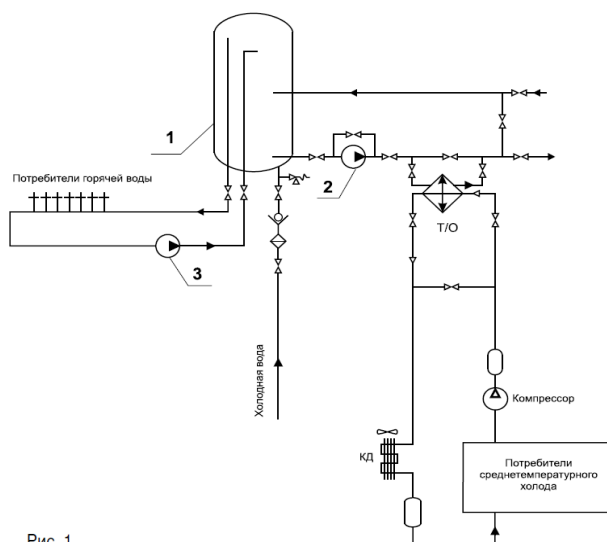 1
Потребители горячей воды
2
Т/О
3
Холодная вода
Компрессор
КД
Потребители
среднетемпературного
холода
Рис. 1